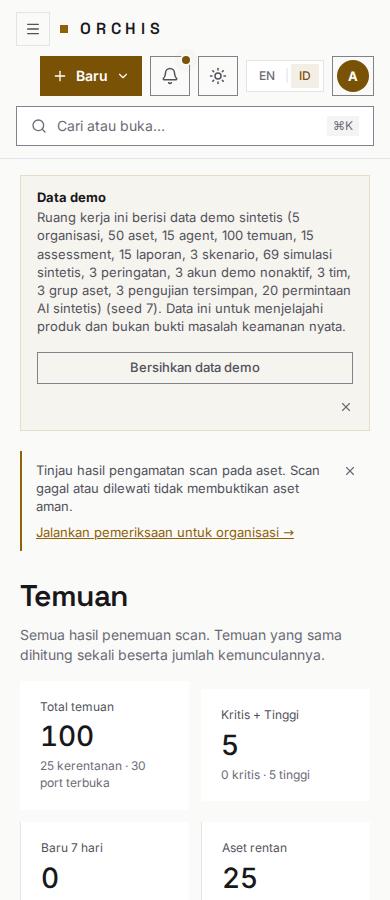 ORCHIS
Baru
EN
ID
A
Cari atau buka...
⌘K
Data demo
Ruang kerja ini berisi data demo sintetis (5
organisasi, 50 aset, 15 agent, 100 temuan, 15
assessment, 15 laporan, 3 skenario, 69 simulasi
sintetis, 3 peringatan, 3 akun demo nonaktif, 3 tim,
3 grup aset, 3 pengujian tersimpan, 20 permintaan
AI sintetis) (seed 7). Data ini untuk menjelajahi
produk dan bukan bukti masalah keamanan nyata.
Bersihkan data demo
Tinjau hasil pengamatan scan pada aset. Scan
gagal atau dilewati tidak membuktikan aset
aman.
Jalankan pemeriksaan untuk organisasi →
Temuan
Semua hasil penemuan scan. Temuan yang sama
dihitung sekali beserta jumlah kemunculannya.
Total temuan
100
25 kerentanan · 30
port terbuka
Kritis + Tinggi
5
0 kritis · 5 tinggi
Baru 7 hari
0
Aset rentan
25